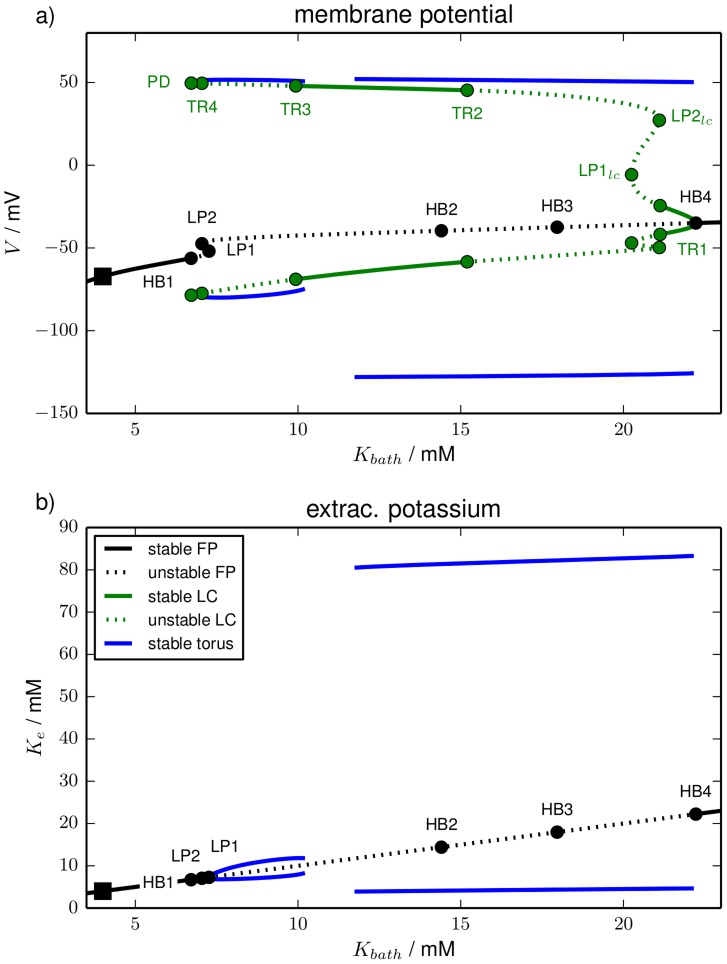 a)
membrane potential
50
0
−50
−100
−150
V / mV
PD
TR4
TR3
TR2
LP2lc
LP1lc
HB4
TR1
LP2
LP1
HB1
HB2
HB3
5
10
15
20
Kbath / mM
b)
extrac. potassium
90
80
70
60
50
40
30
20
10
0
Ke / mM
stable FP
unstable FP
stable LC
unstable LC
stable torus
HB1
LP2
LP1
HB2
HB3
HB4
5
10
15
20
Kbath / mM